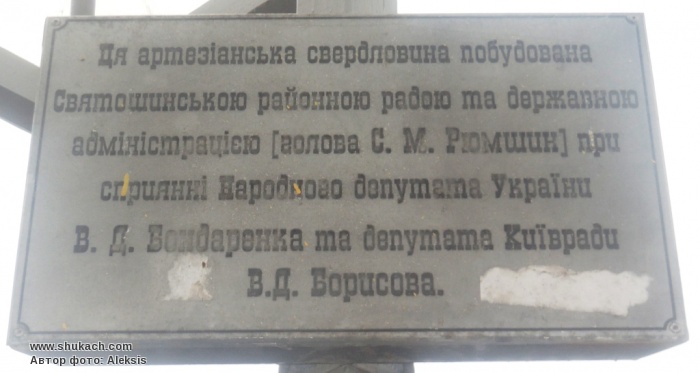 Ця артезіанська свердловина побудована
Святошинською районною радою та державною
адміністрацією [голова С. М. Рюмшин] при
сприянні Народного депутата України
В. Д. Бондаренка та депутата Київради
В.Д. Борисова.
www.shukach.com
Автор фото: Aleksis